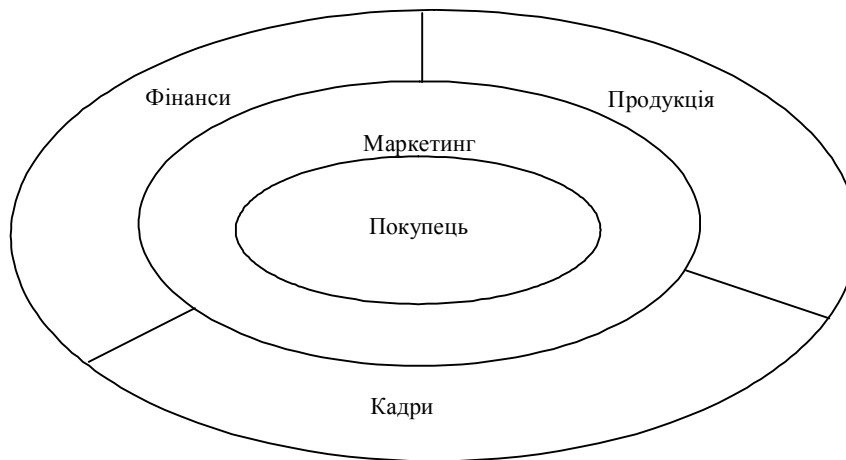 Фінанси
Продукція
Маркетинг
Покупець
Кадри